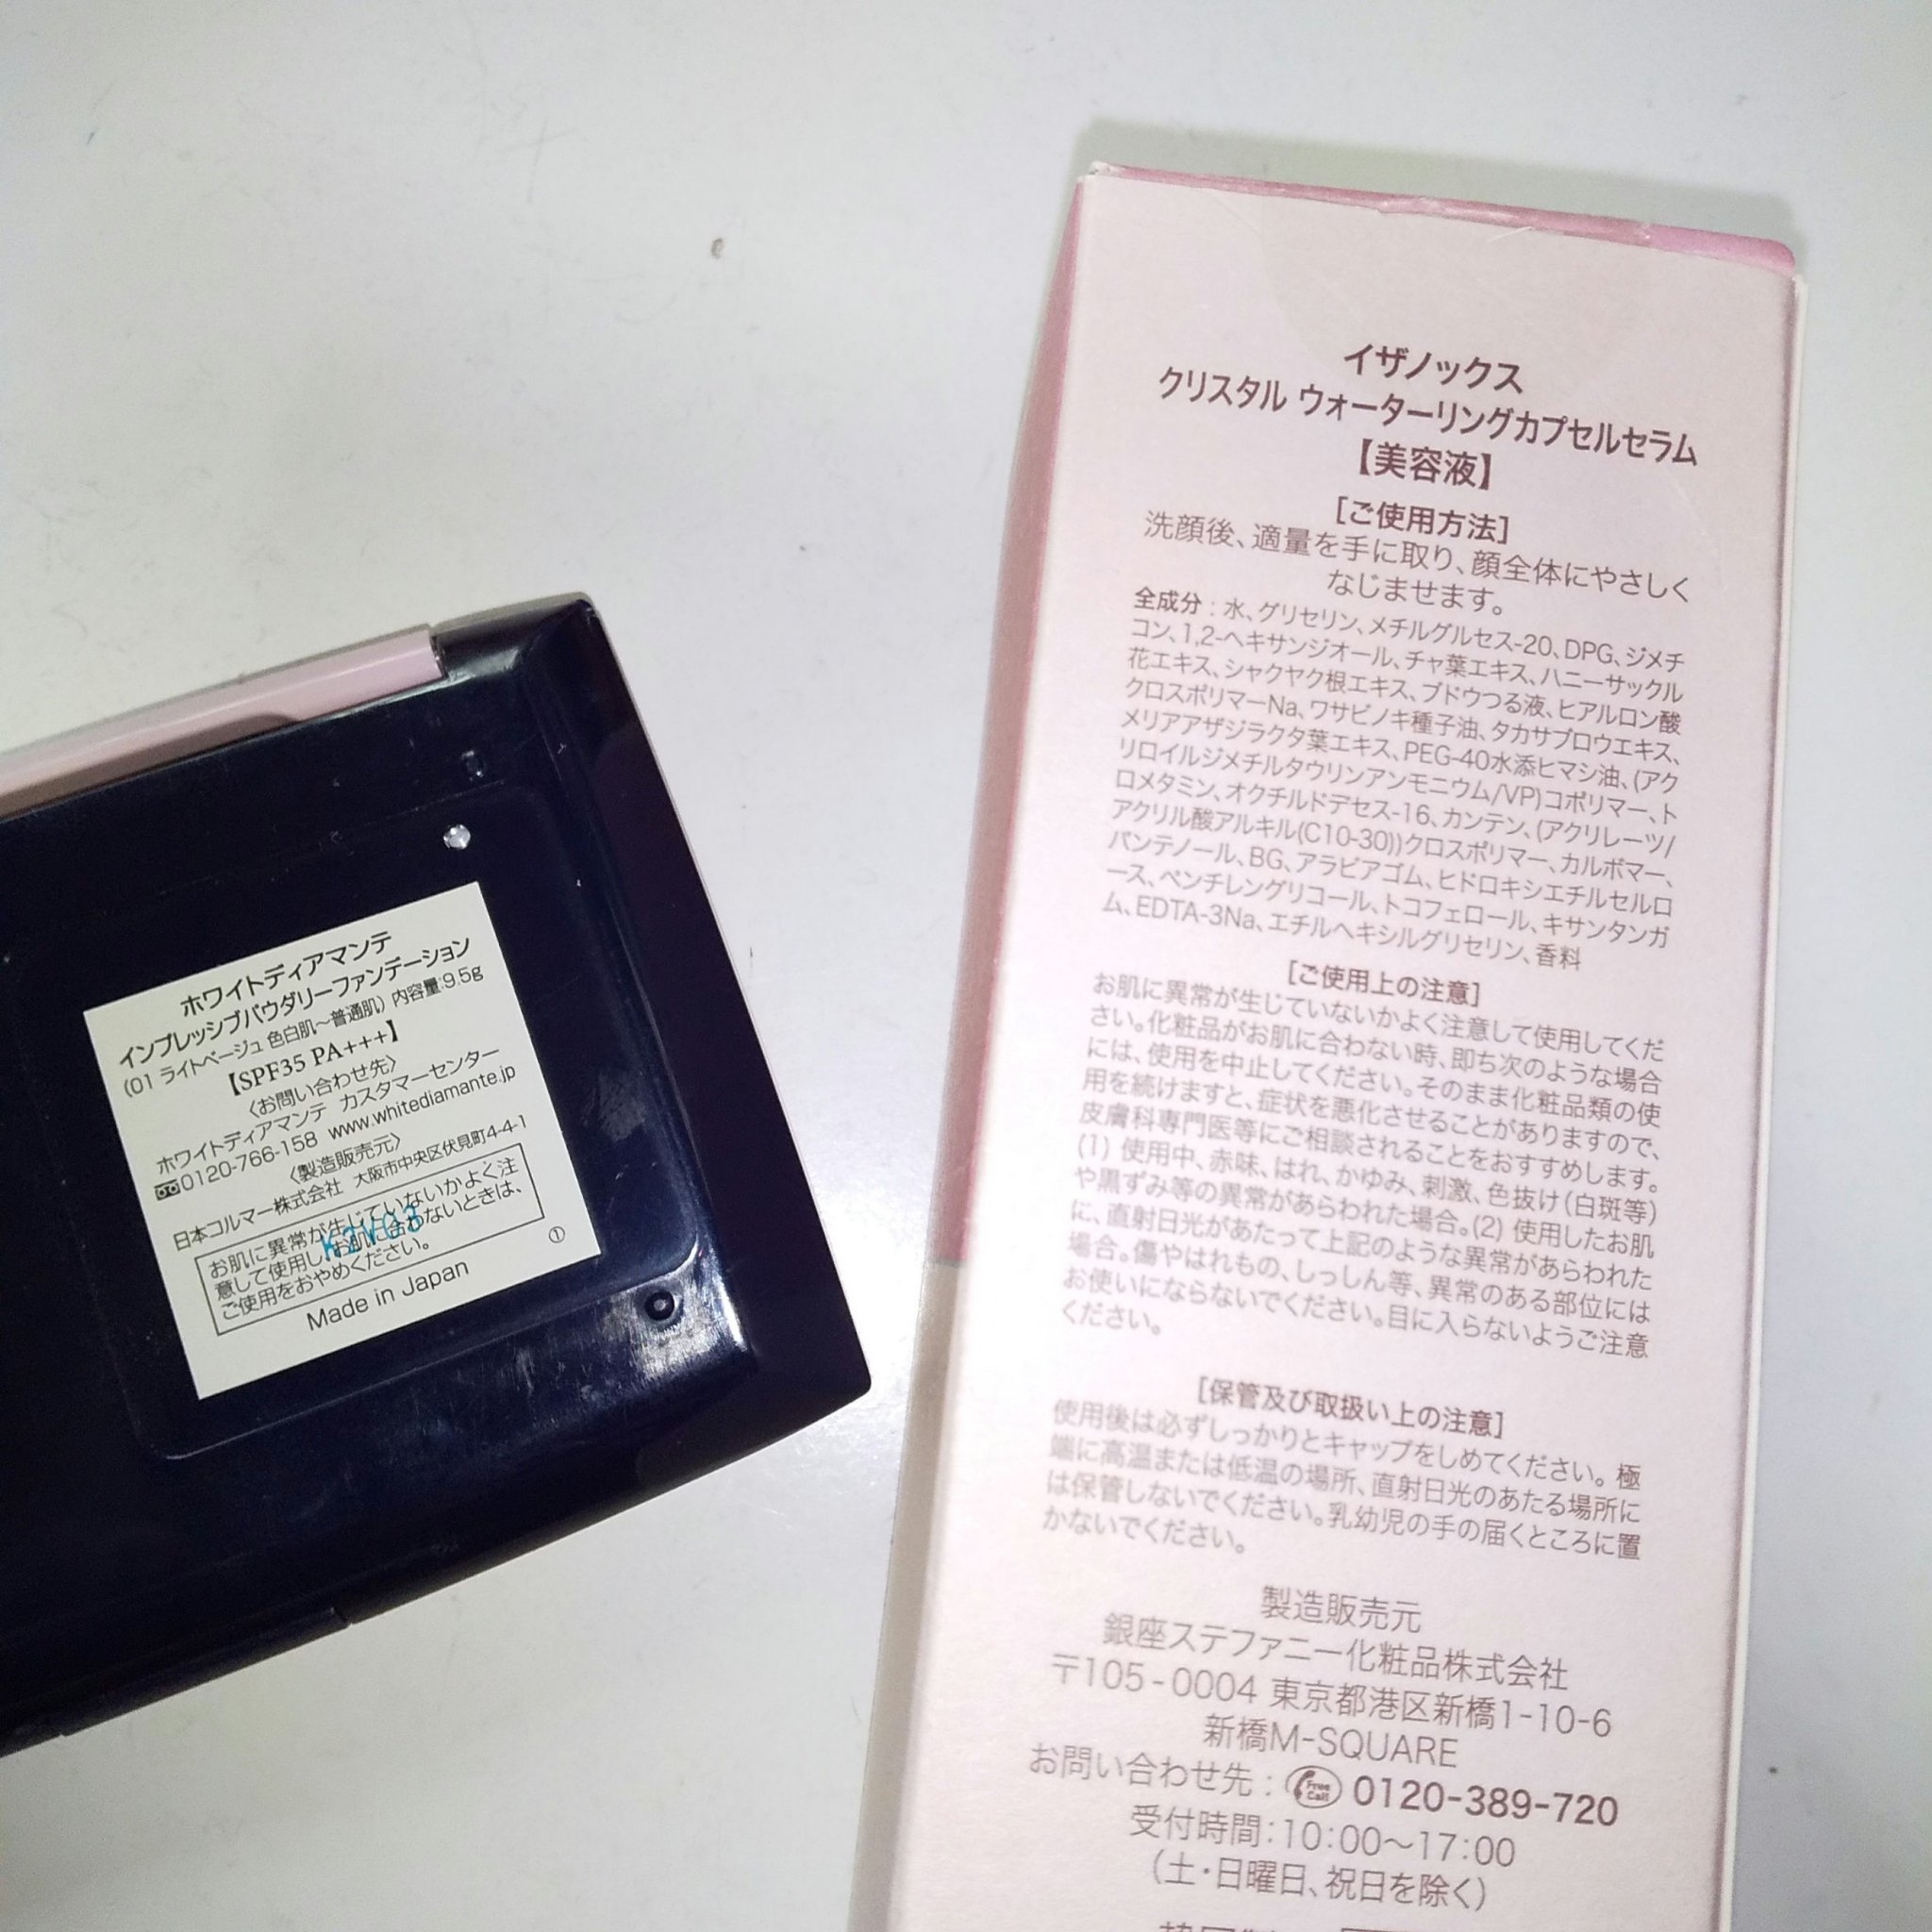 ホワイトディアマンテ
インプレッシブパウダリーファンデーション
(01 ライトベージュ 色白肌〜普通肌) 内容量:9.5g
【SPF35 PA+++】
〈お問い合わせ先〉
ホワイトディアマンテ カスタマーセンター
0120-766-158 www.whitediamante.jp
〈製造販売元〉
日本コルマー株式会社 大阪市中央区伏見町4-4-1
お肌に異常が生じていないかよく注
意して使用し、お肌に合わないときは、
ご使用をおやめください。
Made in Japan
①
イザノックス
クリスタル ウォーターリングカプセルセラム
【美容液】
[ご使用方法]
洗顔後、適量を手に取り、顔全体にやさしく
なじませます。
全成分：水、グリセリン、メチルグルセス-20、DPG、ジメチ
コン、1,2-ヘキサンジオール、チャ葉エキス、ハニーサックル
花エキス、シャクヤク根エキス、ブドウつる液、ヒアルロン酸
クロスポリマーNa、ワサビノキ種子油、タカサブロウエキス、
メリアアザジラクタ葉エキス、PEG-40水添ヒマシ油、(アク
リロイルジメチルタウリンアンモニウム/VP)コポリマー、ト
ロメタミン、オクチルドデセス-16、カンテン、(アクリレーツ/
アクリル酸アルキル(C10-30))クロスポリマー、カルボマー、
パンテノール、BG、アラビアゴム、ヒドロキシエチルセルロ
ース、ペンチレングリコール、トコフェロール、キサンタンガ
ム、EDTA-3Na、エチルヘキシルグリセリン、香料
[ご使用上の注意]
お肌に異常が生じていないかよく注意して使用してくだ
さい。化粧品がお肌に合わない時、即ち次のような場合
には、使用を中止してください。そのまま化粧品類の使
用を続けますと、症状を悪化させることがありますので、
皮膚科専門医等にご相談されることをおすすめします。
(1) 使用中、赤味、はれ、かゆみ、刺激、色抜け(白斑等)
や黒ずみ等の異常があらわれた場合。(2) 使用したお肌
に、直射日光があたって上記のような異常があらわれた
場合。傷やはれもの、しっしん等、異常のある部位には
お使いにならないでください。目に入らないようご注意
ください。
[保管及び取扱い上の注意]
使用後は必ずしっかりとキャップをしめてください。極
端に高温または低温の場所、直射日光のあたる場所に
は保管しないでください。乳幼児の手の届くところに置
かないでください。
製造販売元
銀座ステファニー化粧品株式会社
〒105-0004 東京都港区新橋1-10-6
新橋M-SQUARE
お問い合わせ先：Free Call 0120-389-720
受付時間：10:00〜17:00
(土・日曜日、祝日を除く)